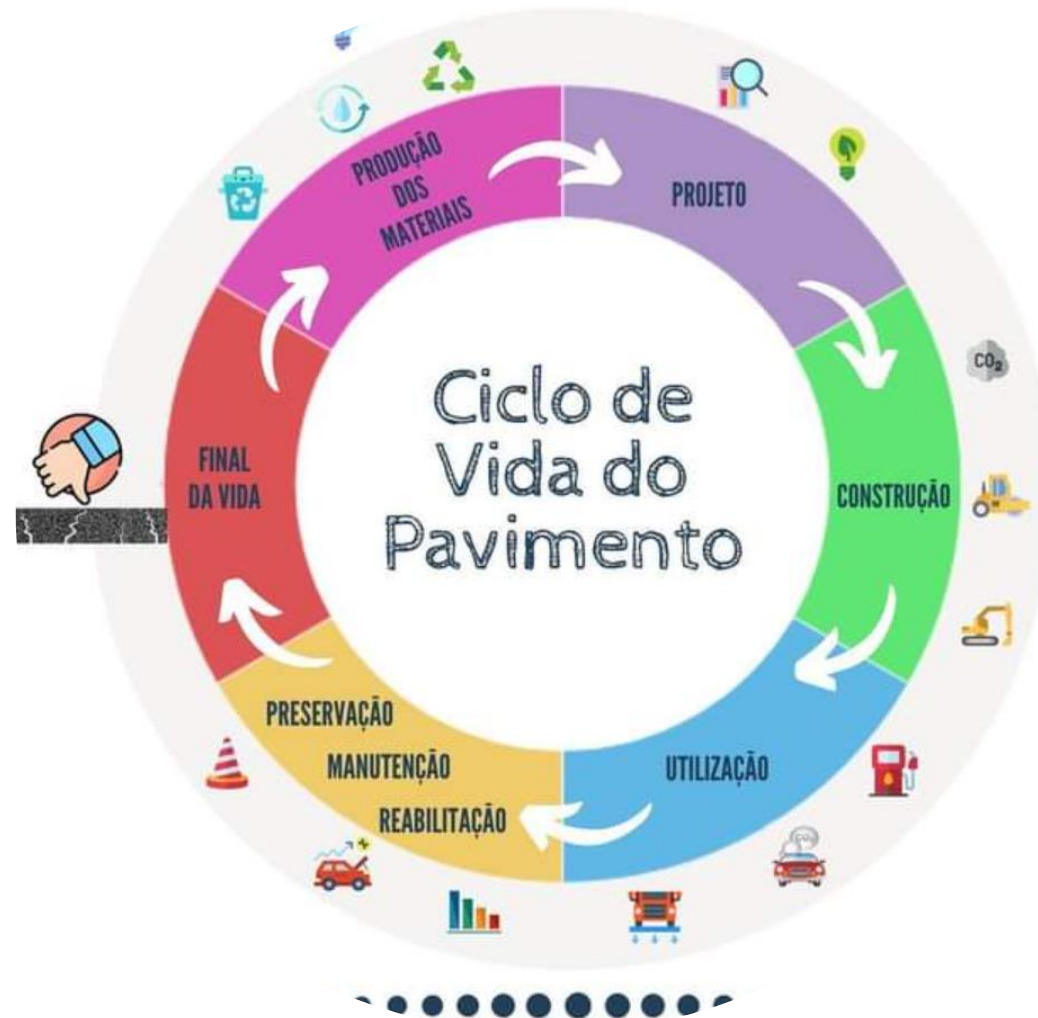 Ciclo de
Vida do
Pavimento
PRODUÇÃO
DOS
MATERIAIS
PROJETO
CO₂
CONSTRUÇÃO
UTILIZAÇÃO
PRESERVAÇÃO
MANUTENÇÃO
REABILITAÇÃO
FINAL
DA VIDA